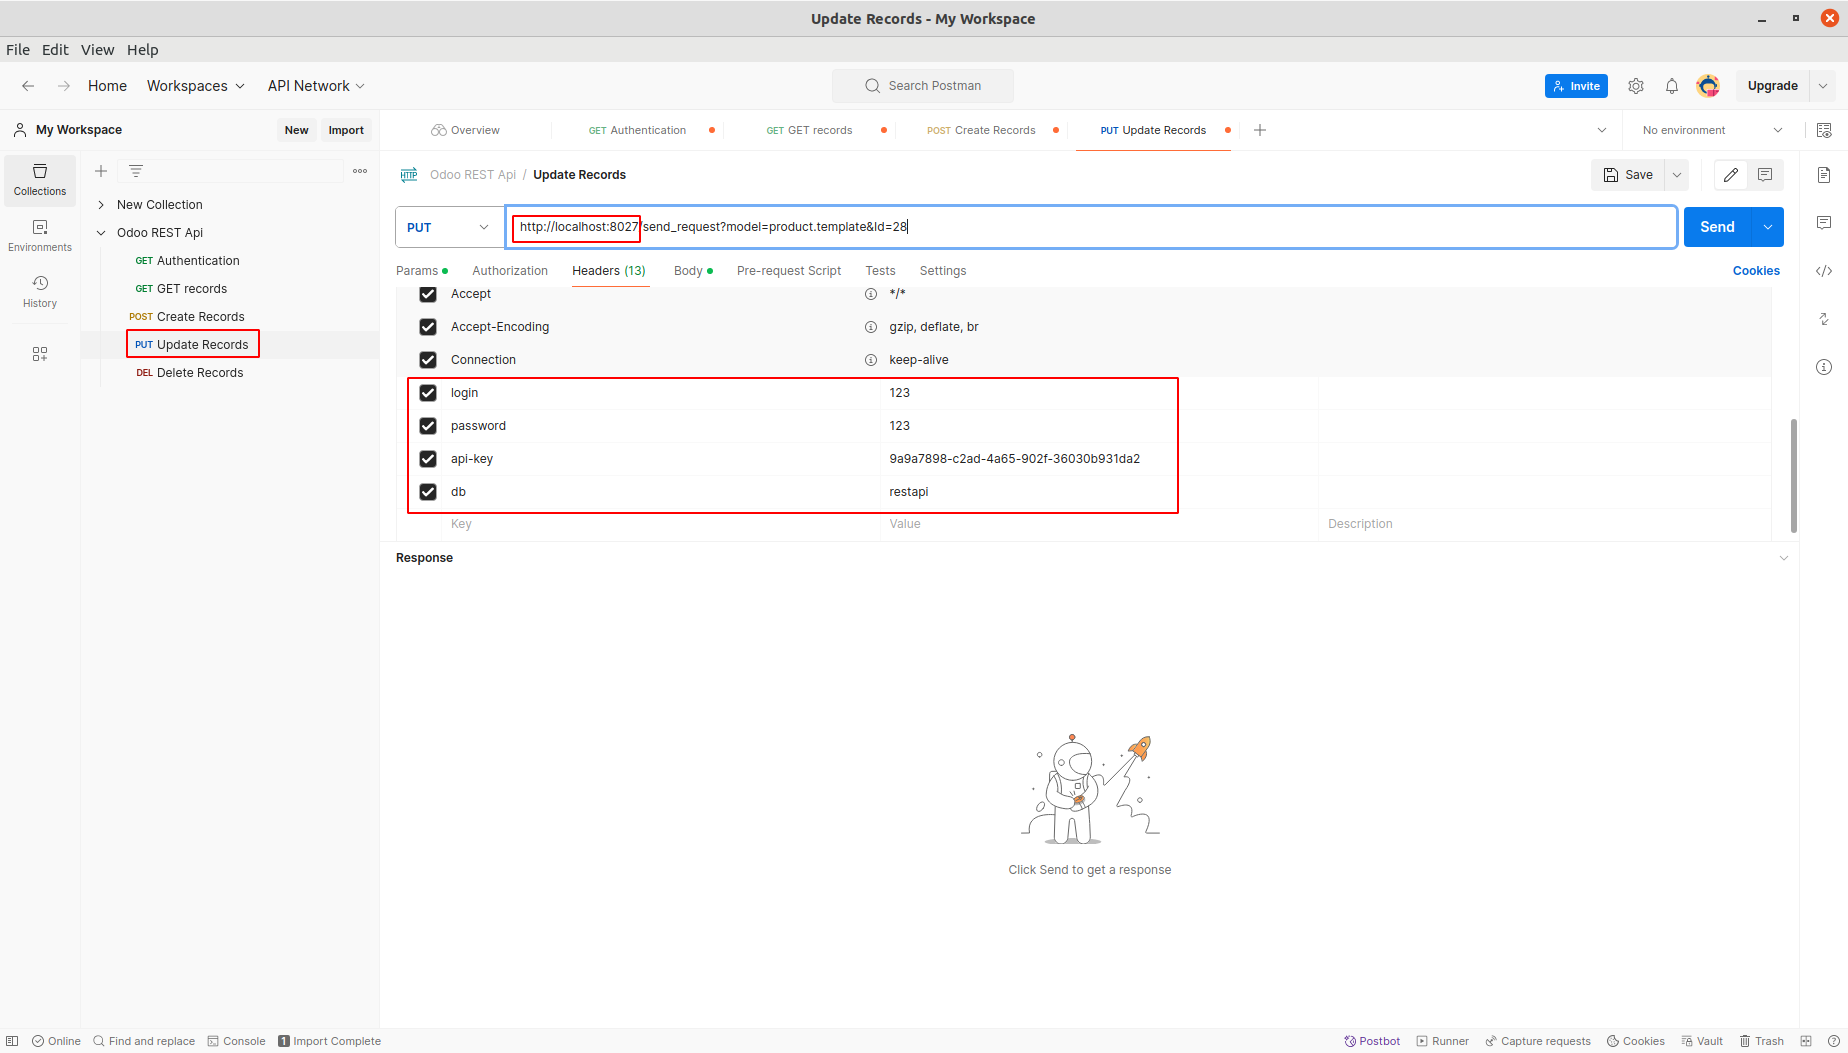 Update Records - My Workspace
File Edit View Help
Home Workspaces API Network Search Postman Invite Upgrade
My Workspace New Import Overview GET Authentication GET GET records POST Create Records PUT Update Records No environment
Collections
Environments
History
New Collection
Odoo REST Api
GET Authentication
GET GET records
POST Create Records
PUT Update Records
DEL Delete Records
HTTP Odoo REST Api / Update Records Save
PUT http://localhost:8027/send_request?model=product.template&Id=28 Send
Params Authorization Headers (13) Body Pre-request Script Tests Settings Cookies
Accept */*
Accept-Encoding gzip, deflate, br
Connection keep-alive
login 123
password 123
api-key 9a9a7898-c2ad-4a65-902f-36030b931da2
db restapi
Key Value Description
Response
Click Send to get a response
Online Find and replace Console 1 Import Complete Postbot Runner Capture requests Cookies Vault Trash